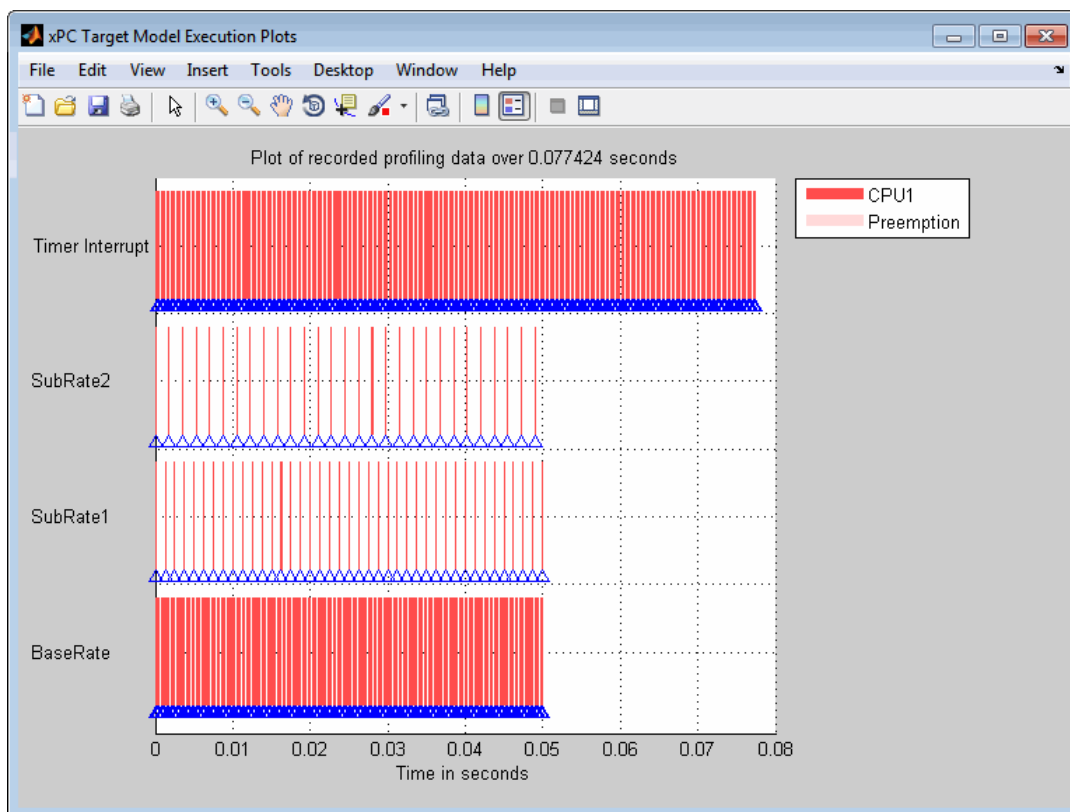 xPC Target Model Execution Plots
File Edit View Insert Tools Desktop Window Help
Plot of recorded profiling data over 0.077424 seconds
CPU1
Preemption
Timer Interrupt
SubRate2
SubRate1
BaseRate
0 0.01 0.02 0.03 0.04 0.05 0.06 0.07 0.08
Time in seconds